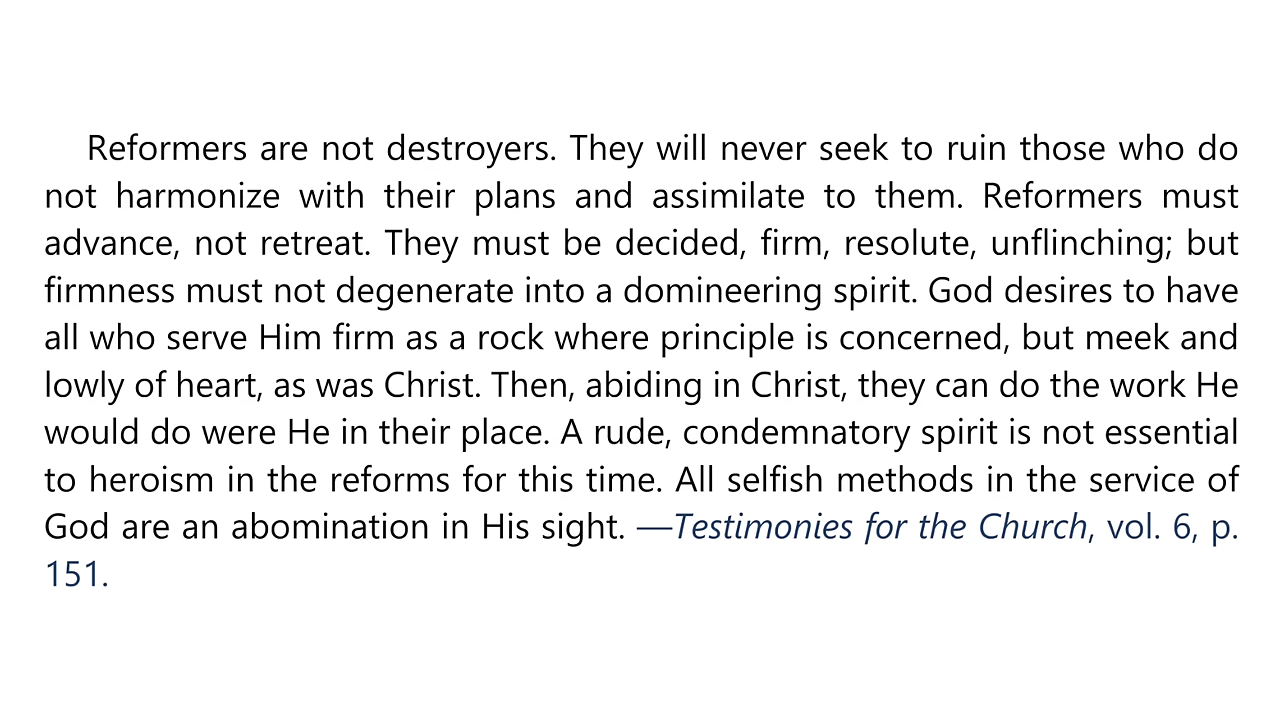 Reformers are not destroyers. They will never seek to ruin those who do
not harmonize with their plans and assimilate to them. Reformers must
advance, not retreat. They must be decided, firm, resolute, unflinching; but
firmness must not degenerate into a domineering spirit. God desires to have
all who serve Him firm as a rock where principle is concerned, but meek and
lowly of heart, as was Christ. Then, abiding in Christ, they can do the work He
would do were He in their place. A rude, condemnatory spirit is not essential
to heroism in the reforms for this time. All selfish methods in the service of
God are an abomination in His sight. —Testimonies for the Church, vol. 6, p.
151.